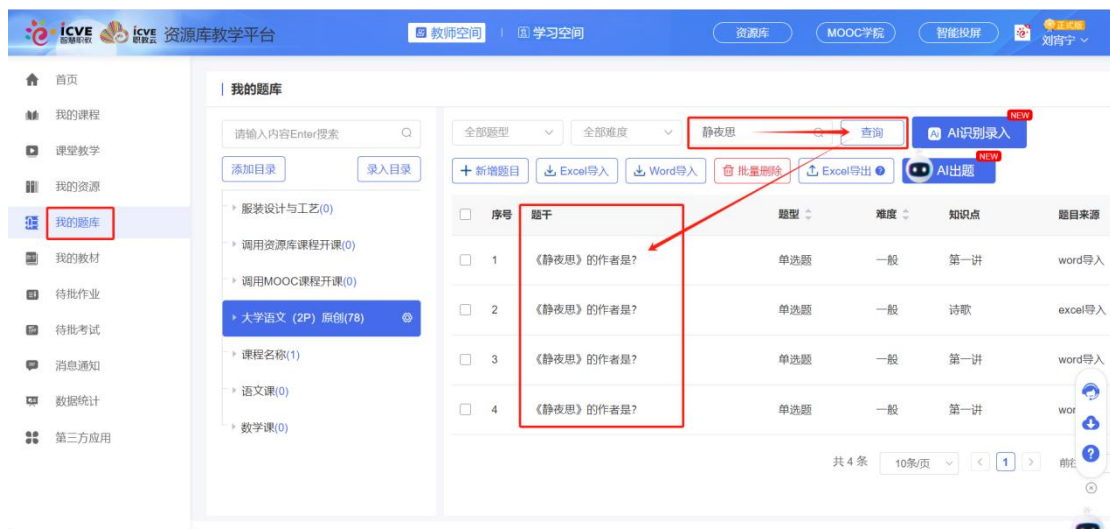 icve 智慧职教 icve 职教云 资源库教学平台 教师空间 学习空间 资源库 MOOC学院 智能投屏 正式版 刘宵宁
首页
我的课程
课堂教学
我的资源
我的题库
我的教材
待批作业
待批考试
消息通知
数据统计
第三方应用
我的题库
请输入内容Enter搜索
添加目录 录入目录
服装设计与工艺(0)
调用资源库课程开课(0)
调用MOOC课程开课(0)
大学语文（2P）原创(78)
课程名称(1)
语文课(0)
数学课(0)
全部题型 全部难度 静夜思 查询 AI AI识别录入 NEW
新增题目 Excel导入 Word导入 批量删除 Excel导出 AI出题 NEW
序号 题干 题型 难度 知识点 题目来源
1 《静夜思》的作者是? 单选题 一般 第一讲 word导入
2 《静夜思》的作者是? 单选题 一般 诗歌 excel导入
3 《静夜思》的作者是? 单选题 一般 第一讲 word导入
4 《静夜思》的作者是? 单选题 一般 第一讲
共 4 条 10条/页 1